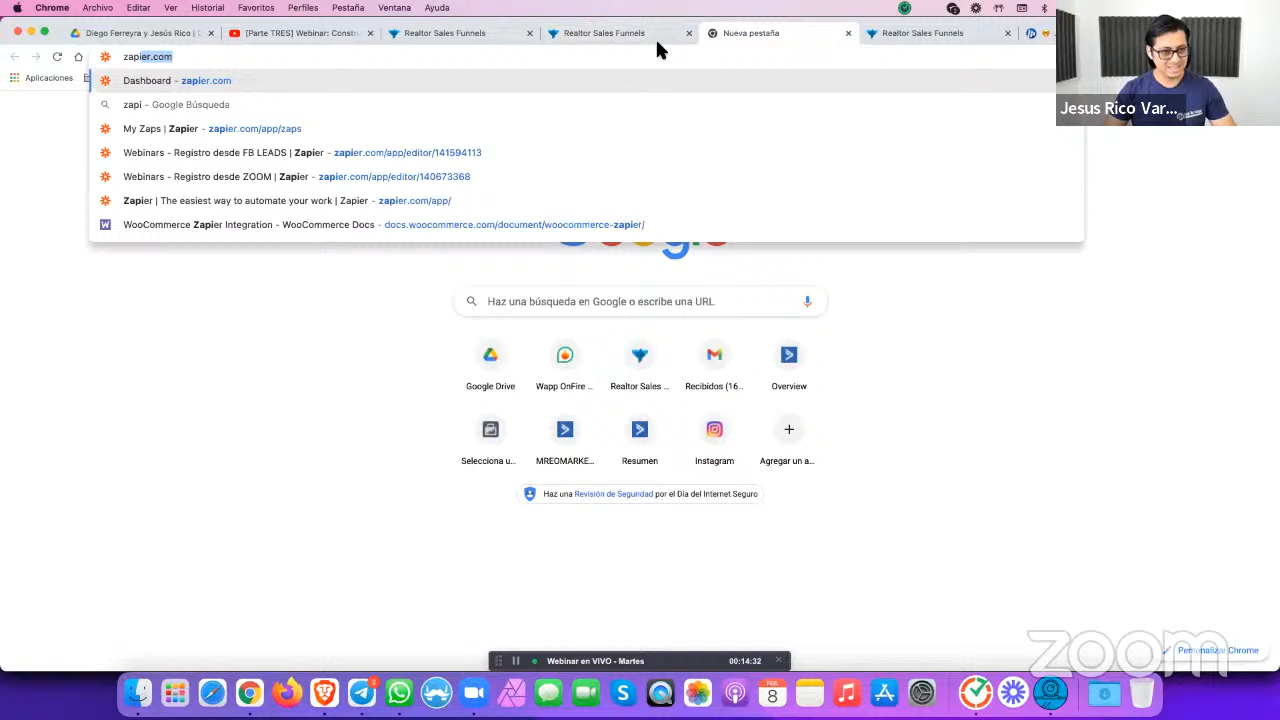 Chrome Archivo Editar Ver Historial Favoritos Perfiles Pestaña Ventana Ayuda
Diego Ferreyra y Jesús Rico |
[Parte TRES] Webinar: Constr
Realtor Sales Funnels
Realtor Sales Funnels
Nueva pestaña
Realtor Sales Funnels
zapier.com
Aplicaciones
Dashboard - zapier.com
zapi - Google Búsqueda
My Zaps | Zapier - zapier.com/app/zaps
Webinars - Registro desde FB LEADS | Zapier - zapier.com/app/editor/141594113
Webinars - Registro desde ZOOM | Zapier - zapier.com/app/editor/140673368
Zapier | The easiest way to automate your work | Zapier - zapier.com/app/
WooCommerce Zapier Integration - WooCommerce Docs - docs.woocommerce.com/document/woocommerce-zapier/
Jesus Rico Var...
Haz una búsqueda en Google o escribe una URL
Google Drive
Wapp OnFire ...
Realtor Sales ...
Recibidos (16...
Overview
Selecciona u...
MREOMARKE...
Resumen
Instagram
Agregar un a...
Haz una Revisión de Seguridad por el Día del Internet Seguro
zoom
Personalizar Chrome
Webinar en VIVO - Martes 00:14:32
2
FEB.
8